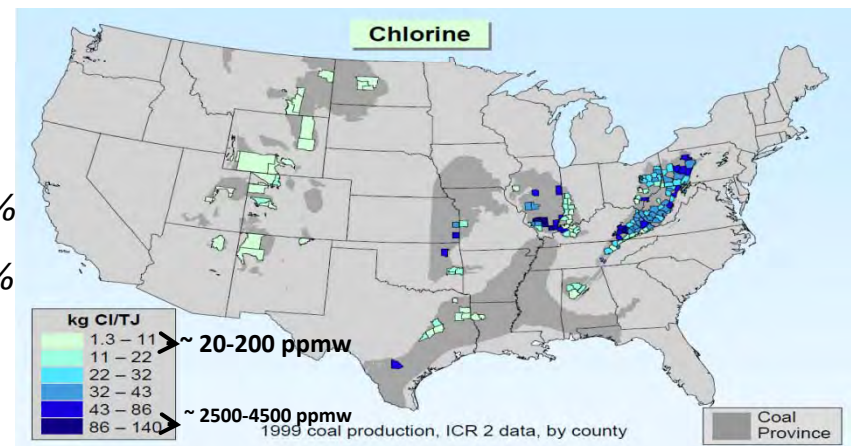 Chlorine
%
%
kg Cl/TJ
1.3 – 11
11 – 22
22 – 32
32 – 43
43 – 86
86 – 140
~ 20-200 ppmw
~ 2500-4500 ppmw
1999 coal production, ICR 2 data, by county
Coal
Province